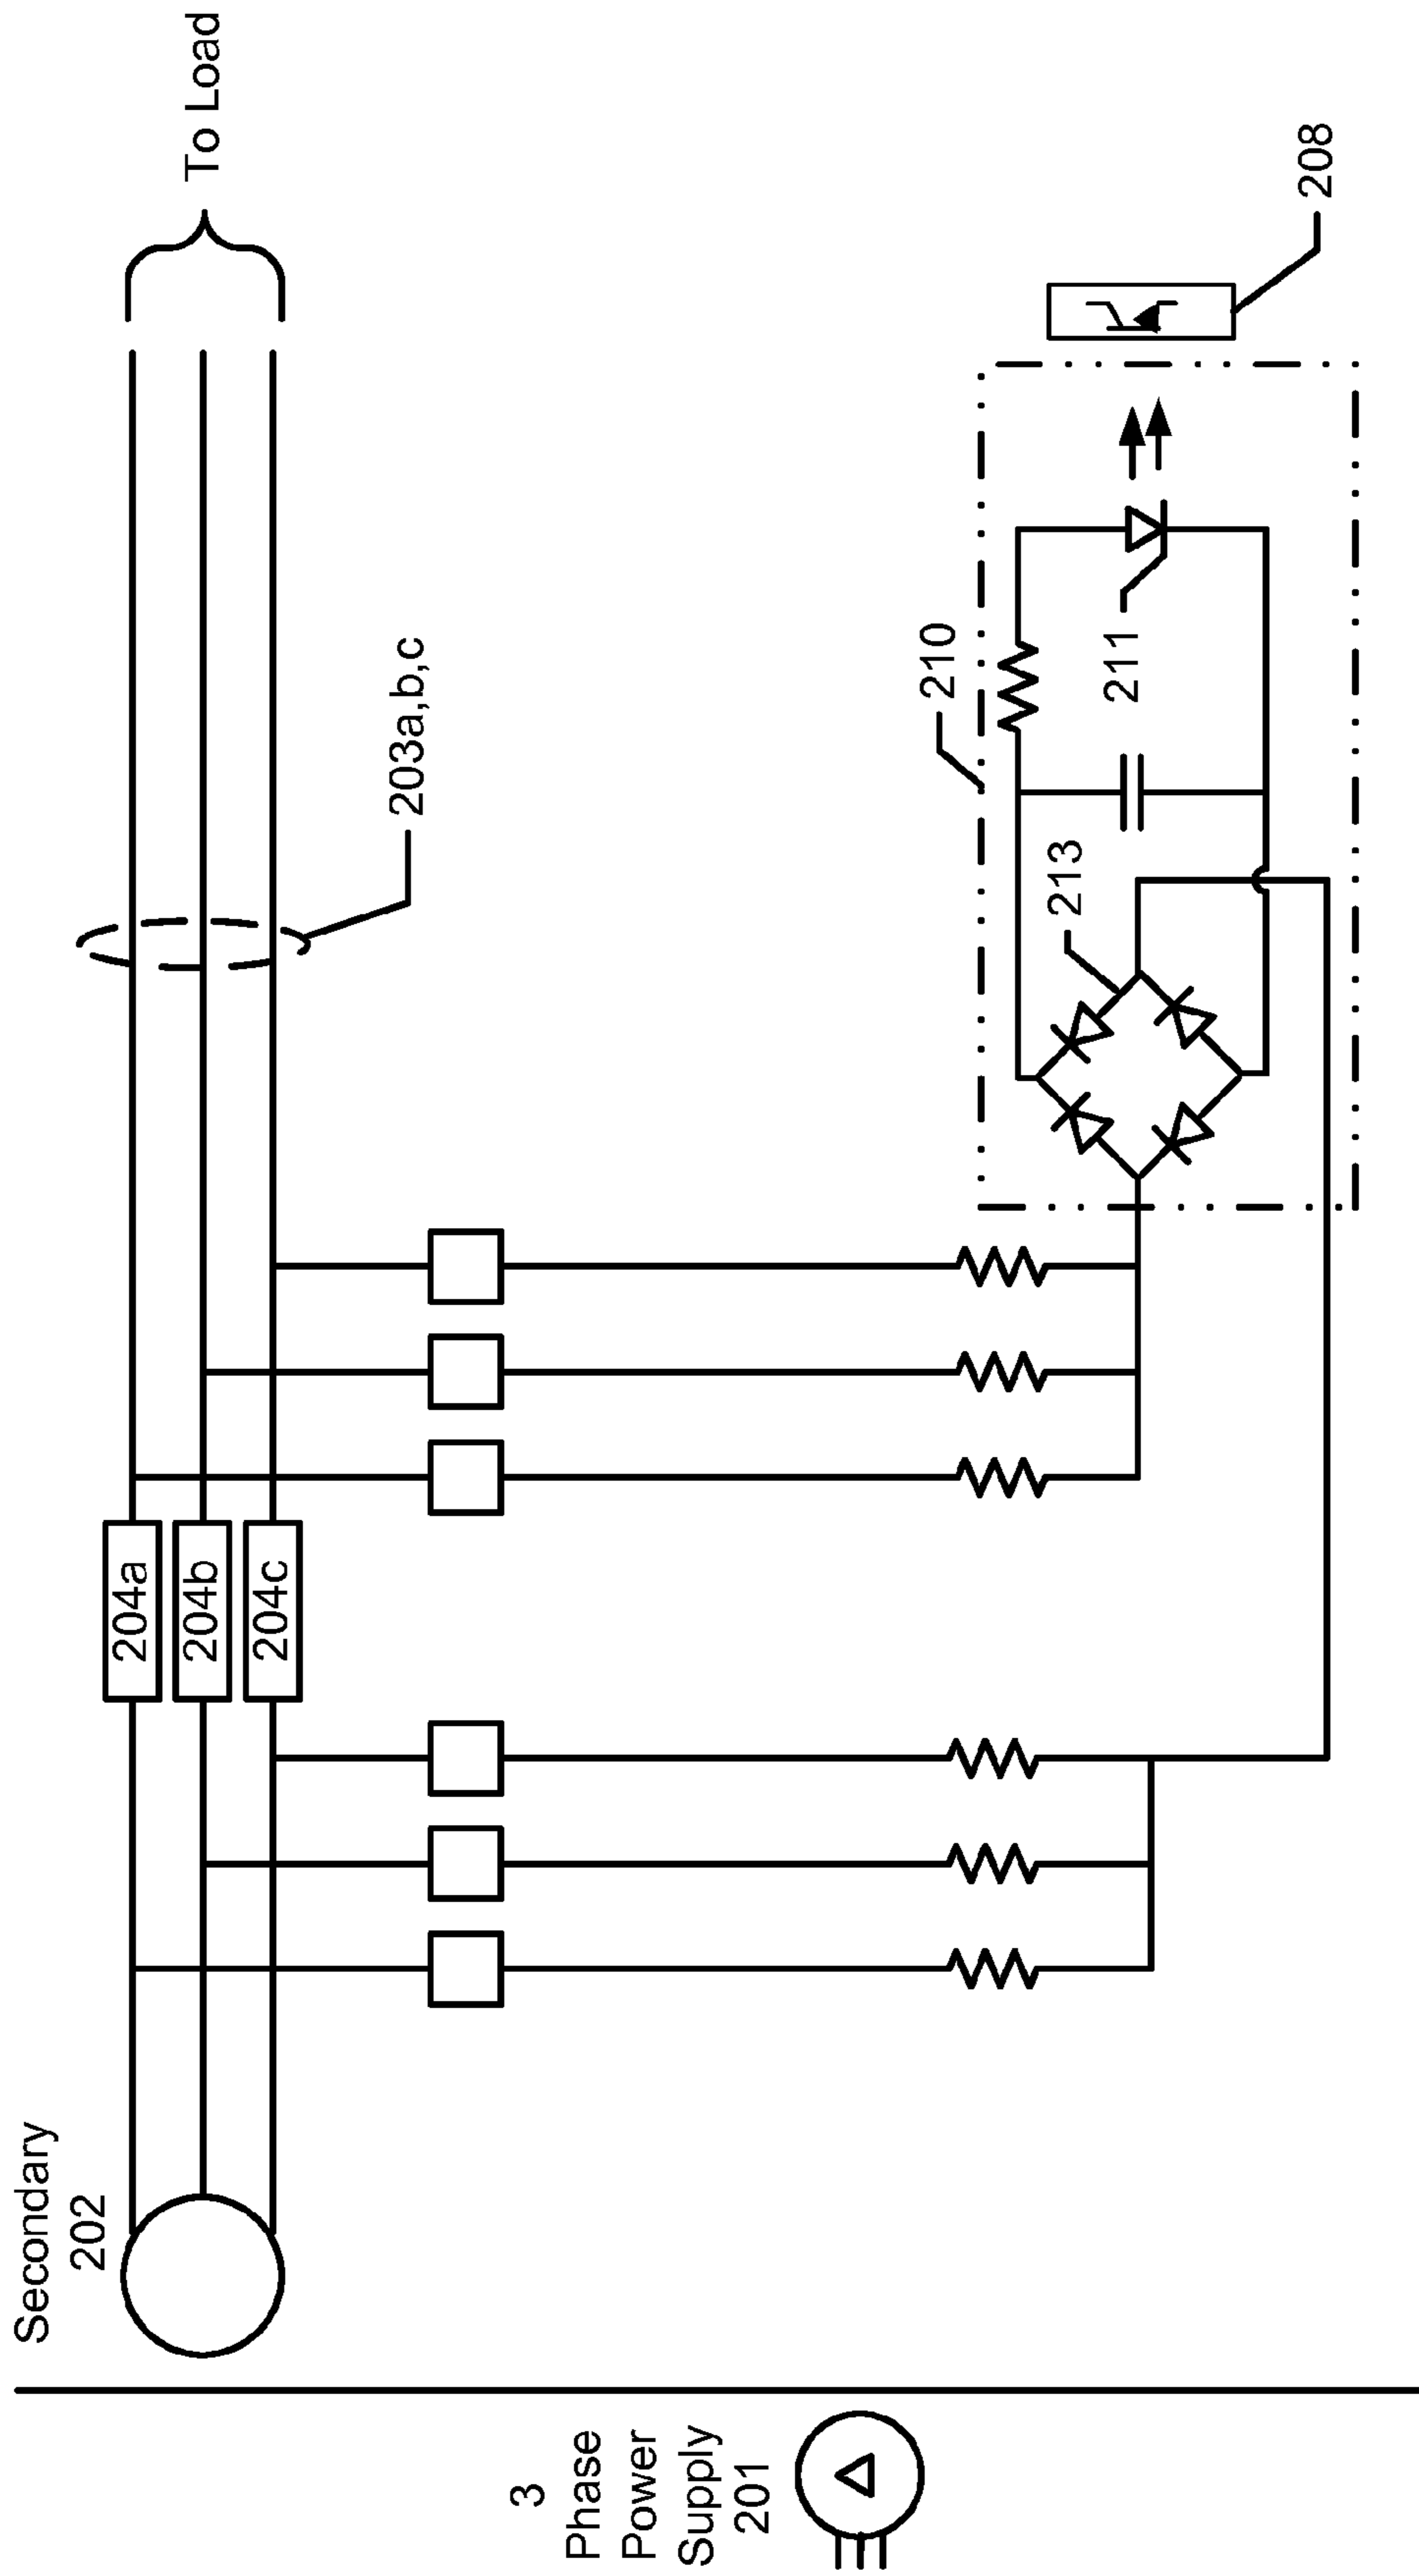 3
Phase
Power
Supply
201
Secondary
202
204a
204b
204c
203a,b,c
To Load
213
210
211
208